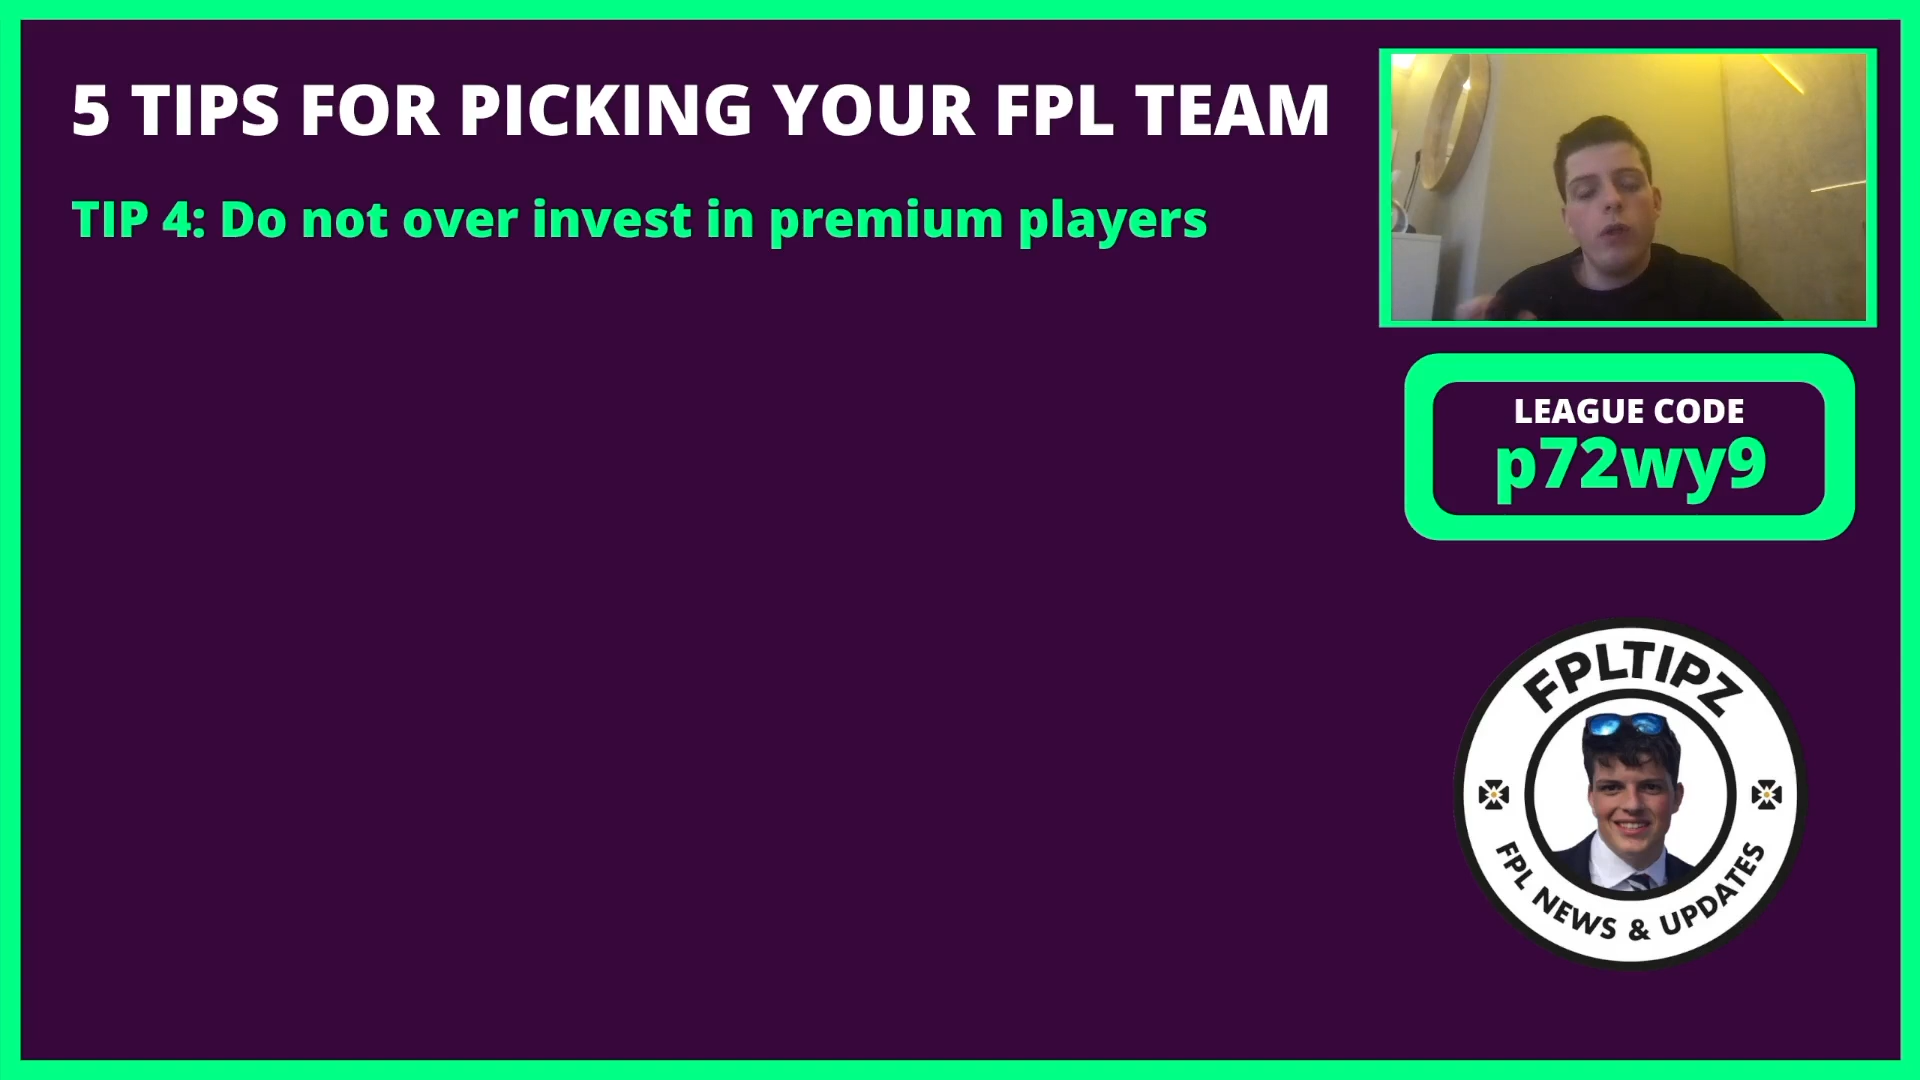 5 TIPS FOR PICKING YOUR FPL TEAM
TIP 4: Do not over invest in premium players
LEAGUE CODE
p72wy9
FPLTIPZ
FPL NEWS & UPDATES